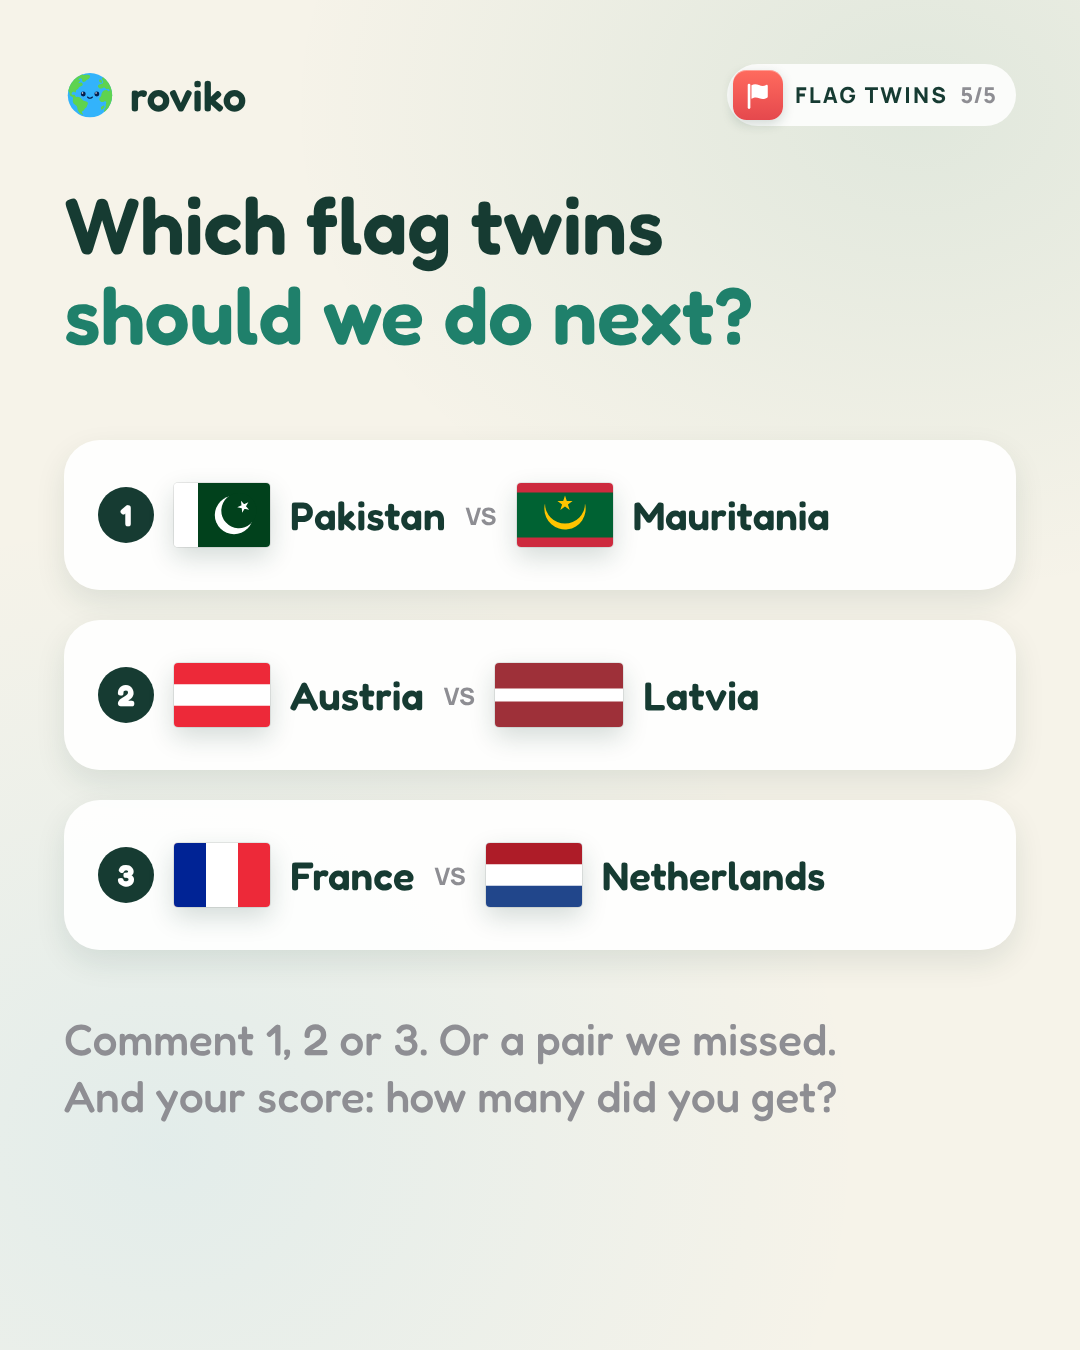 roviko
FLAG TWINS 5/5
Which flag twins
should we do next?
1 Pakistan VS Mauritania
2 Austria VS Latvia
3 France VS Netherlands
Comment 1, 2 or 3. Or a pair we missed.
And your score: how many did you get?